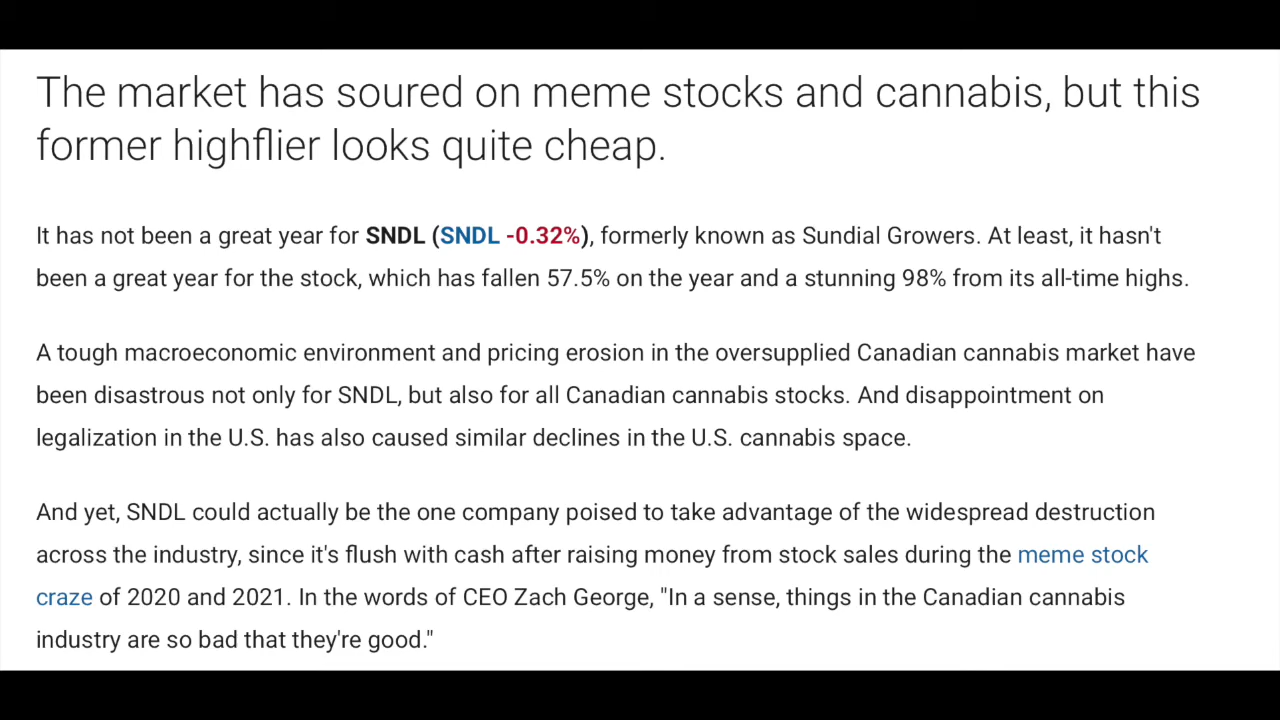 The market has soured on meme stocks and cannabis, but this
former highflier looks quite cheap.
It has not been a great year for SNDL (SNDL -0.32%), formerly known as Sundial Growers. At least, it hasn't
been a great year for the stock, which has fallen 57.5% on the year and a stunning 98% from its all-time highs.
A tough macroeconomic environment and pricing erosion in the oversupplied Canadian cannabis market have
been disastrous not only for SNDL, but also for all Canadian cannabis stocks. And disappointment on
legalization in the U.S. has also caused similar declines in the U.S. cannabis space.
And yet, SNDL could actually be the one company poised to take advantage of the widespread destruction
across the industry, since it's flush with cash after raising money from stock sales during the meme stock
craze of 2020 and 2021. In the words of CEO Zach George, "In a sense, things in the Canadian cannabis
industry are so bad that they're good."